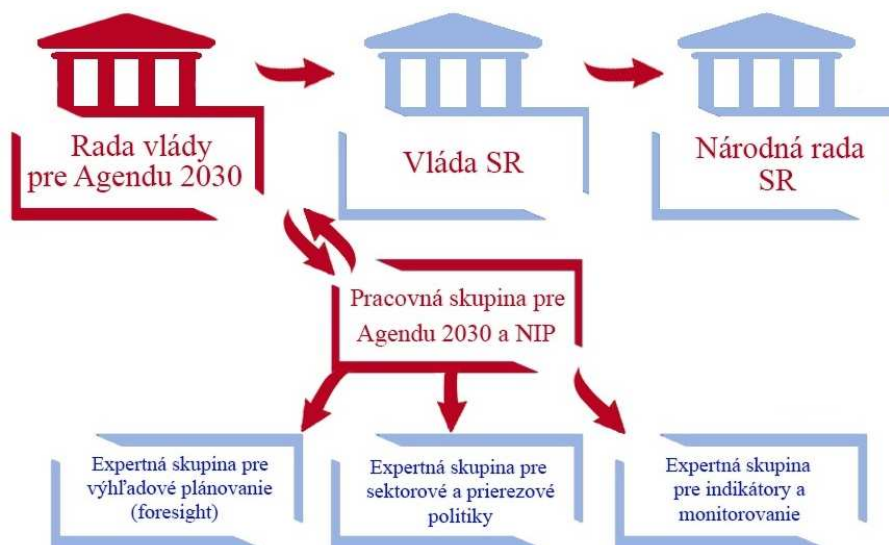 Rada vlády
pre Agendu 2030
Vláda SR
Národná rada
SR
Pracovná skupina pre
Agendu 2030 a NIP
Expertná skupina pre
výhľadové plánovanie
(foresight)
Expertná skupina pre
sektorové a prierezové
politiky
Expertná skupina
pre indikátory a
monitorovanie